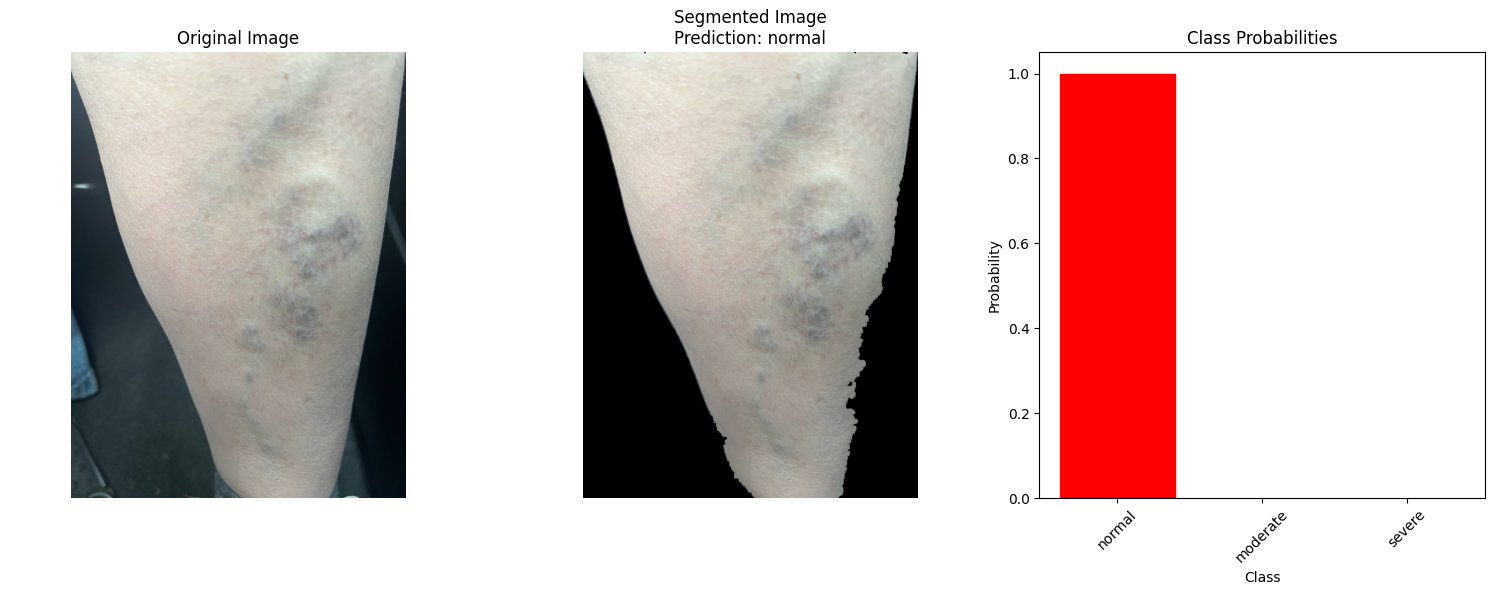 Original Image
Segmented Image
Prediction: normal
Class Probabilities
1.0
0.8
0.6
0.4
0.2
0.0
Probability
normal
moderate
severe
Class